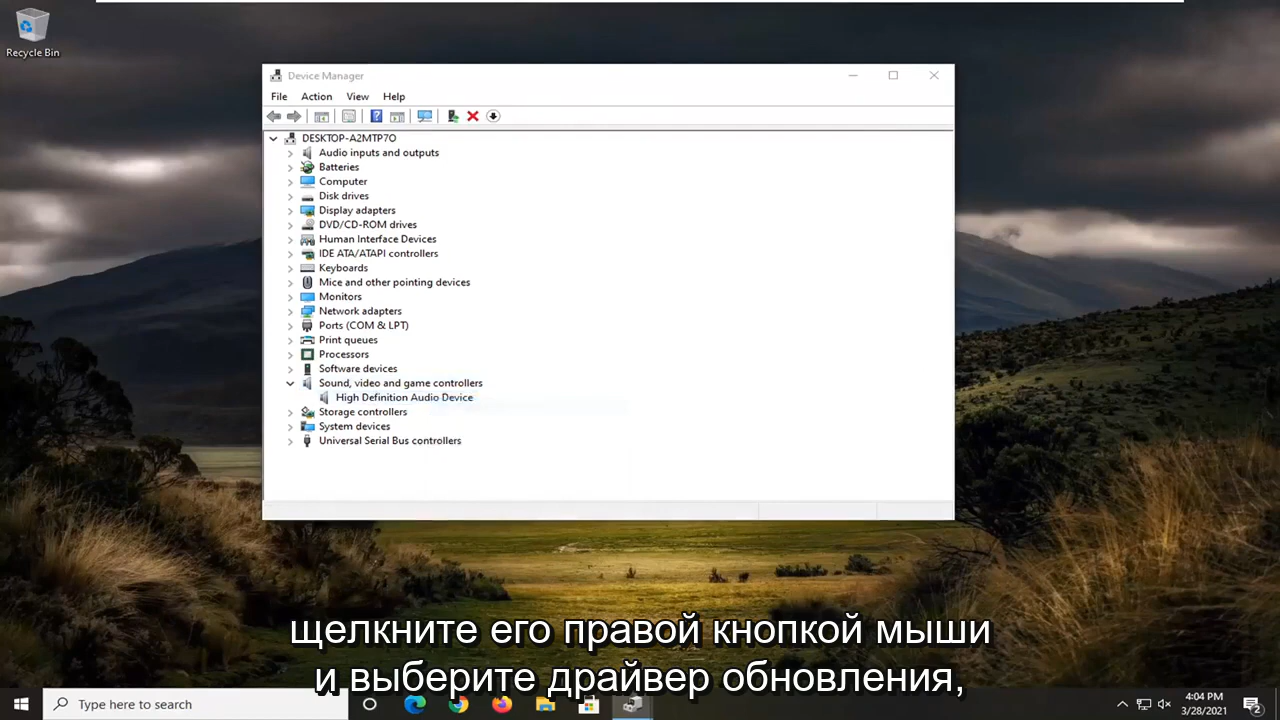 Recycle Bin
Device Manager
File Action View Help
DESKTOP-A2MTP7O
Audio inputs and outputs
Batteries
Computer
Disk drives
Display adapters
DVD/CD-ROM drives
Human Interface Devices
IDE ATA/ATAPI controllers
Keyboards
Mice and other pointing devices
Monitors
Network adapters
Ports (COM & LPT)
Print queues
Processors
Software devices
Sound, video and game controllers
High Definition Audio Device
Storage controllers
System devices
Universal Serial Bus controllers
щелкните его правой кнопкой мыши
и выберите драйвер обновления,
Type here to search
4:04 PM
3/28/2021
2